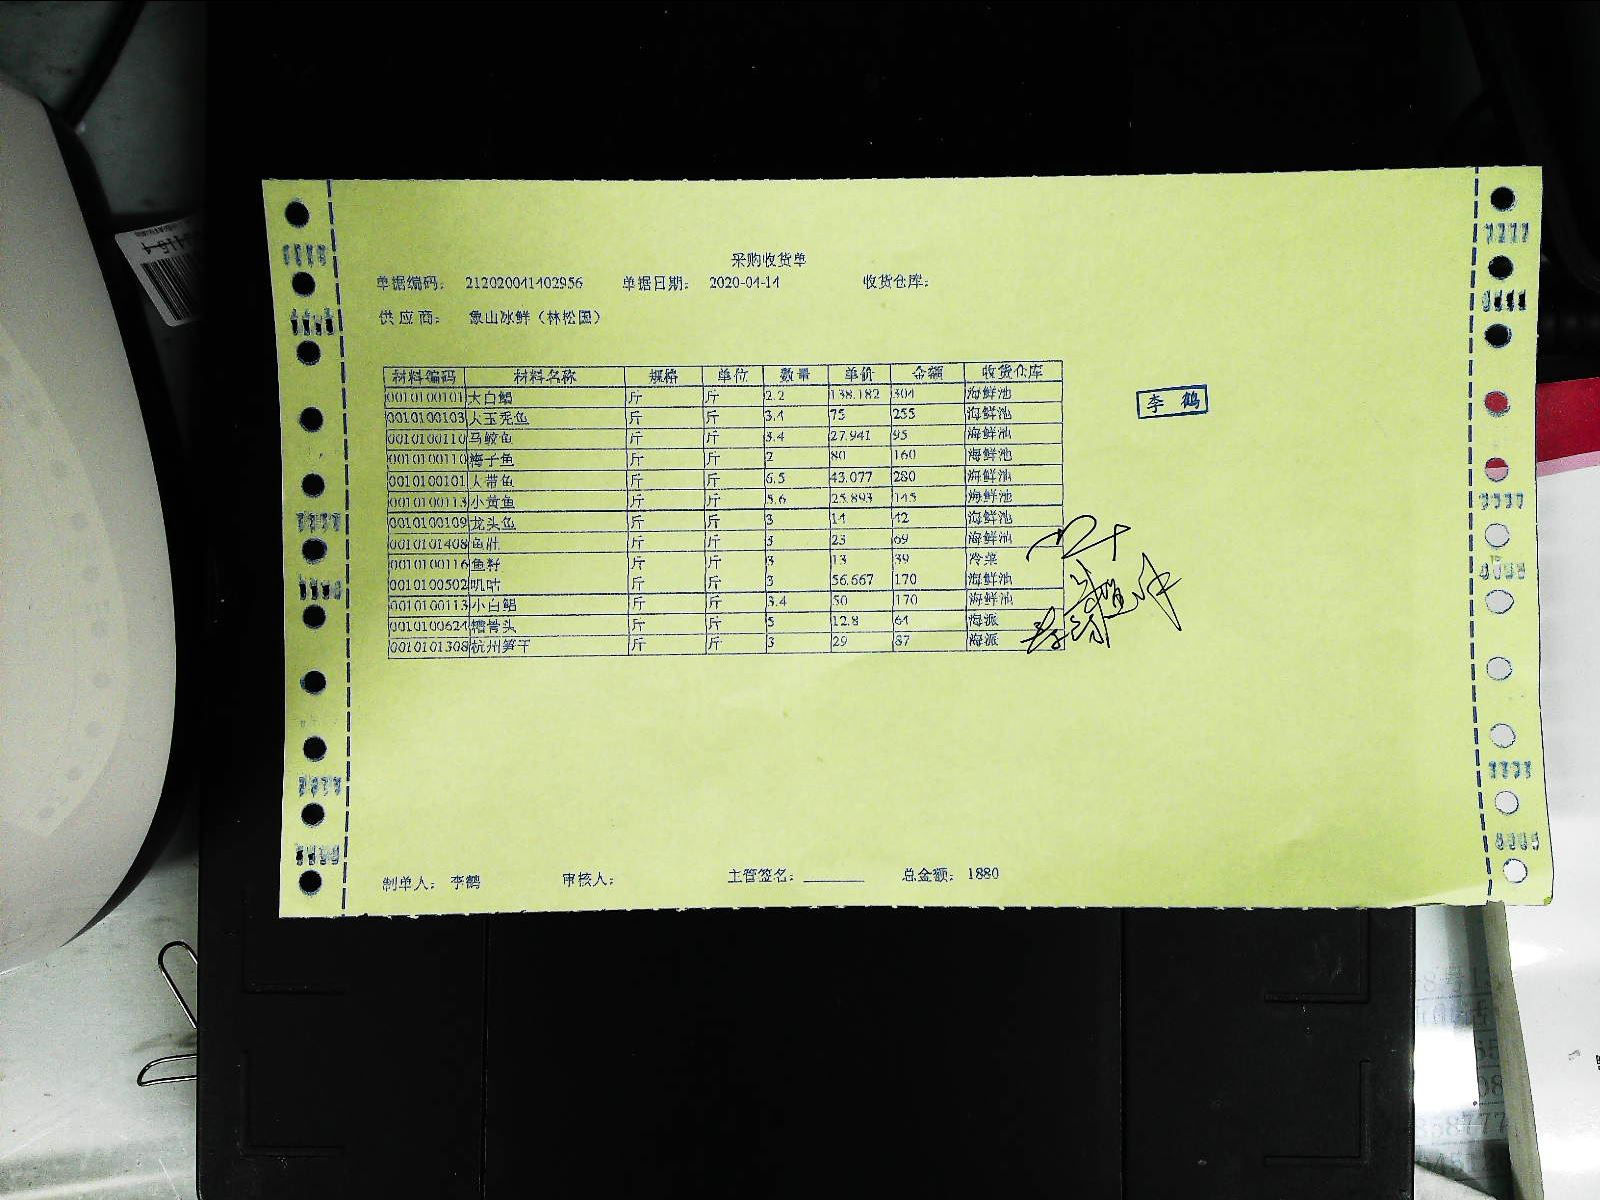 采购收货单
单据编码： 212020041402956 单据日期： 2020-04-14 收货仓库：
供应商： 象山冰鲜（林松国）
材料编码 材料名称 规格 单位 数量 单价 金额 收货仓库
0010100101 大白鲳 斤 斤 2.2 138.182 304 海鲜池
0010100103 大玉秃鱼 斤 斤 3.4 75 255 海鲜池
0010100110 马鲛鱼 斤 斤 3.4 27.941 95 海鲜池
0010100110 梅子鱼 斤 斤 2 80 160 海鲜池
0010100101 大带鱼 斤 斤 6.5 43.077 280 海鲜池
0010100113 小黄鱼 斤 斤 5.6 25.893 145 海鲜池
0010100109 龙头鱼 斤 斤 3 14 42 海鲜池
0010101408 鱼肚 斤 斤 3 23 69 海鲜池
0010100116 鱼籽 斤 斤 3 13 39 冷菜
0010100502 叽咕 斤 斤 3 56.667 170 海鲜池
0010100113 小白鲳 斤 斤 3.4 50 170 海鲜池
0010100624 糟骨头 斤 斤 5 12.8 64 海派
0010101308 杭州笋干 斤 斤 3 29 87 海派
李鹤
制单人： 李鹤 审核人： 主管签名： 总金额： 1880